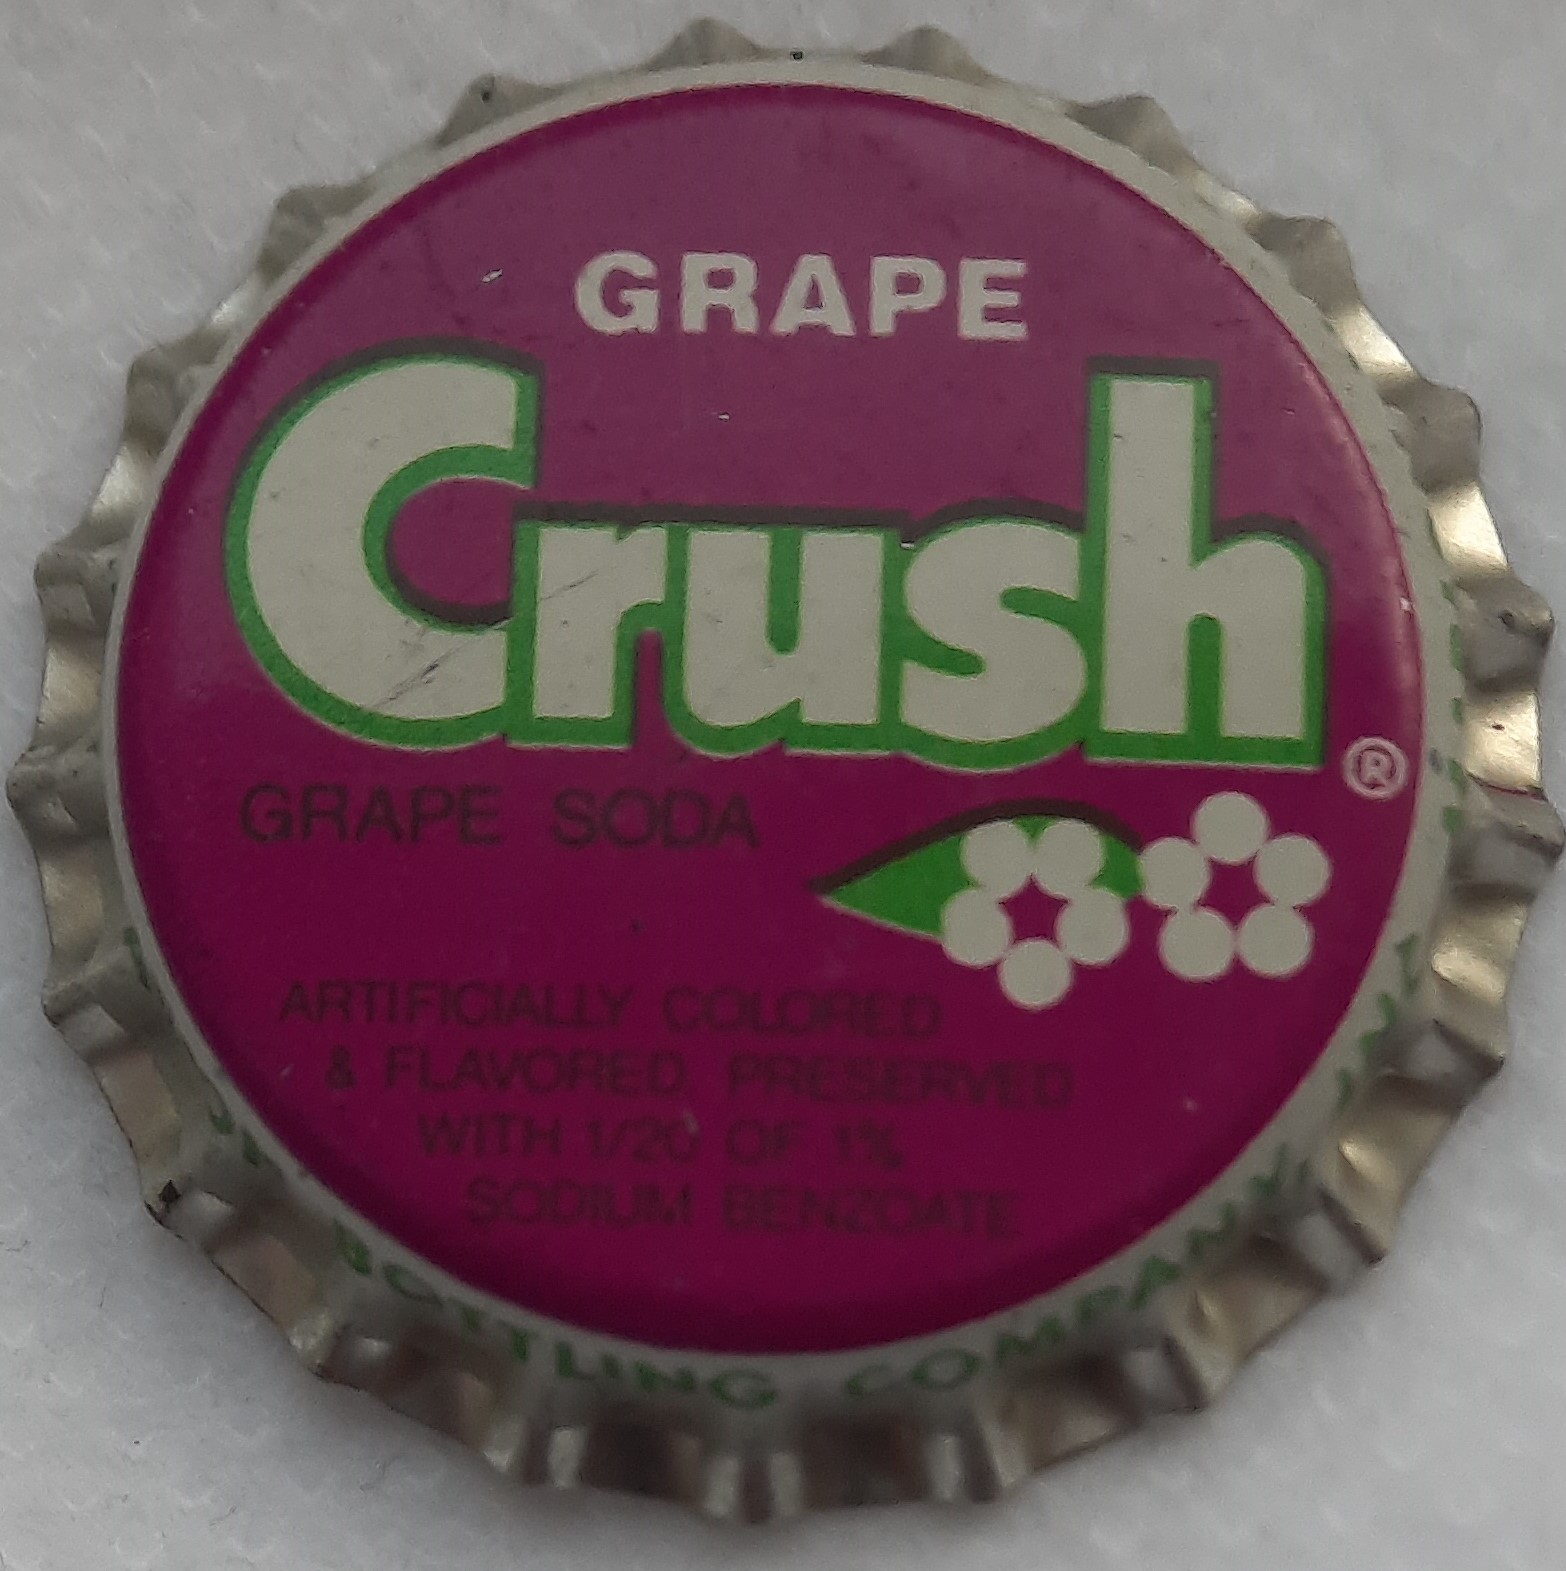 GRAPE
Crush®
GRAPE SODA
ARTIFICIALLY COLORED
& FLAVORED PRESERVED
WITH 1/20 OF 1%
SODIUM BENZOATE
BOTTLING COMPANY